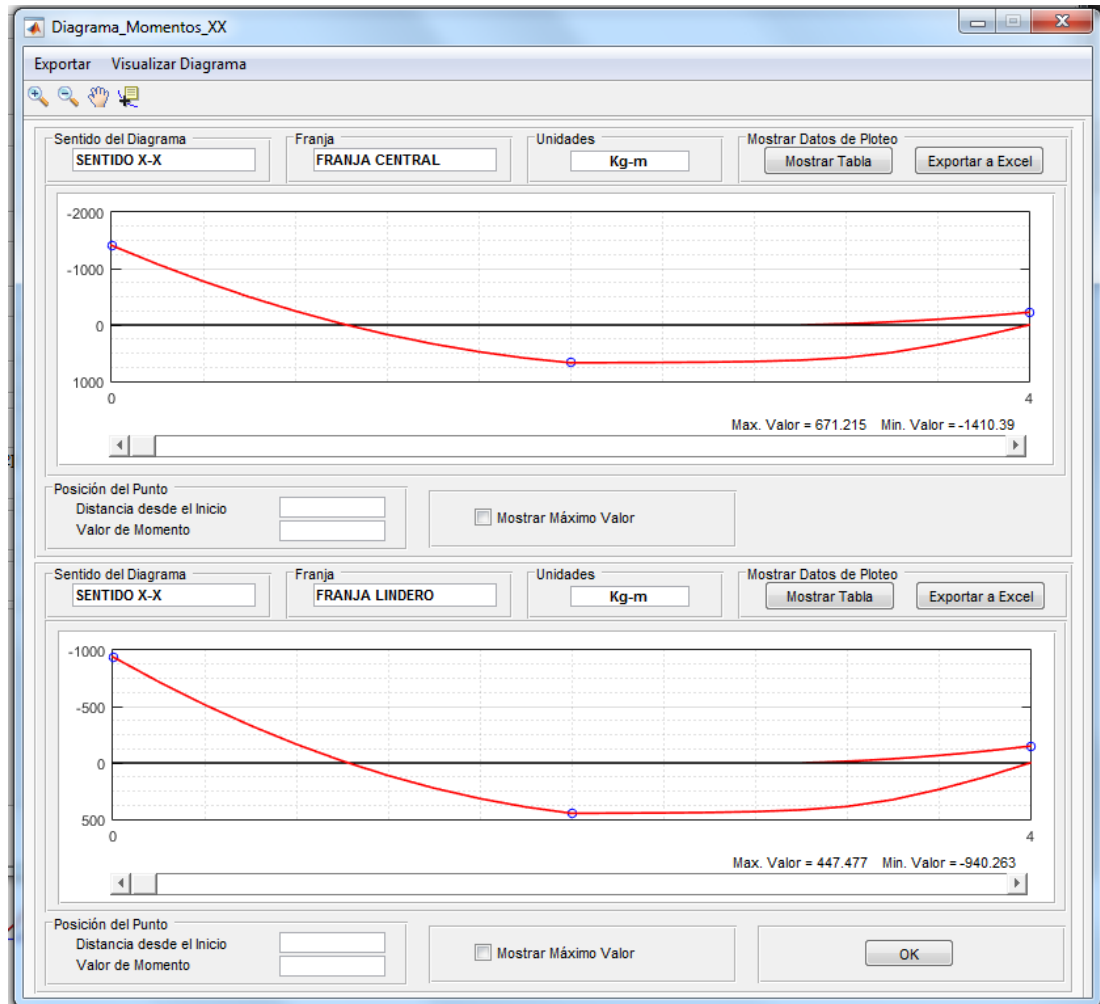 Diagrama_Momentos_XX
Exportar Visualizar Diagrama
Sentido del Diagrama Franja Unidades Mostrar Datos de Ploteo
SENTIDO X-X FRANJA CENTRAL Kg-m Mostrar Tabla Exportar a Excel
-2000
-1000
0
1000
0 4
Max. Valor = 671.215 Min. Valor = -1410.39
Posición del Punto
Distancia desde el Inicio
Valor de Momento
Mostrar Máximo Valor
Sentido del Diagrama Franja Unidades Mostrar Datos de Ploteo
SENTIDO X-X FRANJA LINDERO Kg-m Mostrar Tabla Exportar a Excel
-1000
-500
0
500
0 4
Max. Valor = 447.477 Min. Valor = -940.263
Posición del Punto
Distancia desde el Inicio
Valor de Momento
Mostrar Máximo Valor
OK